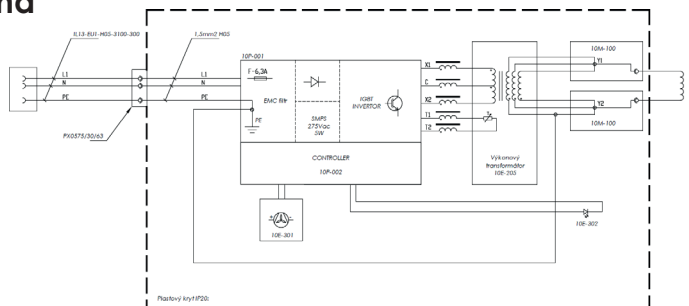 IL13-EU1-H05-3100-300
1,5mm2 H05
L1
N
PE
L1
N
PE
PX0575/30/63
10P-001
F-6,3A
EMC filtr
PE
SMPS
275Vac
5W
IGBT
INVERTOR
CONTROLLER
10P-002
X1
C
X2
T1
T2
Výkonový
transformátor
10E-205
10M-100
Y1
Y2
10M-100
10E-301
10E-302
Plastový kryt IP20: